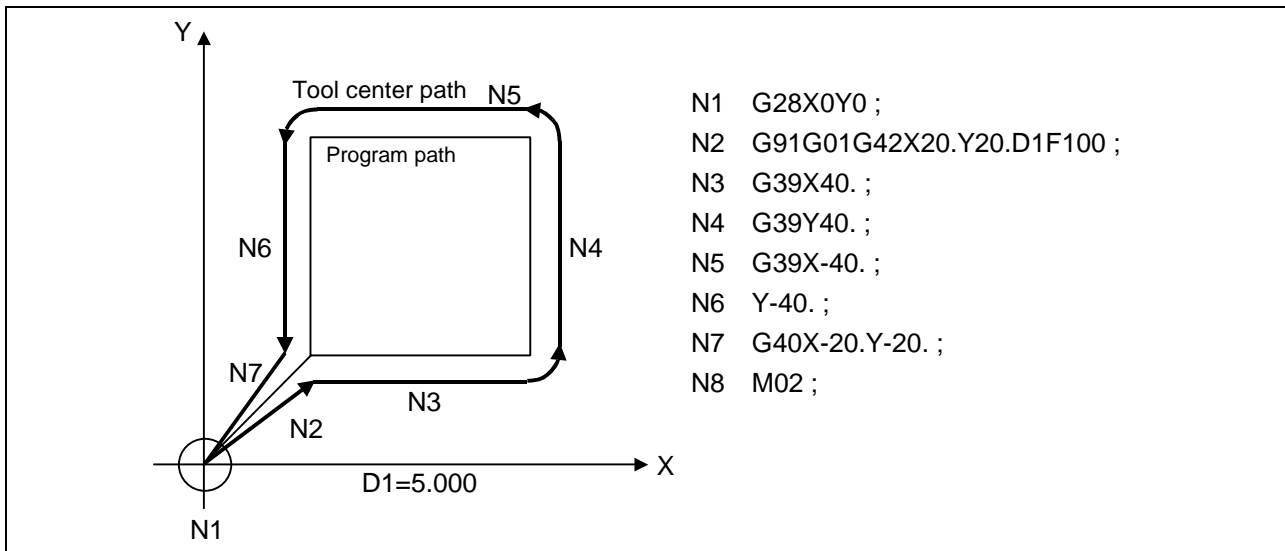 Y
Tool center path N5
Program path
N6
N4
N7
N3
N2
X
D1=5.000
N1
N1 G28X0Y0 ;
N2 G91G01G42X20.Y20.D1F100 ;
N3 G39X40. ;
N4 G39Y40. ;
N5 G39X-40. ;
N6 Y-40. ;
N7 G40X-20.Y-20. ;
N8 M02 ;